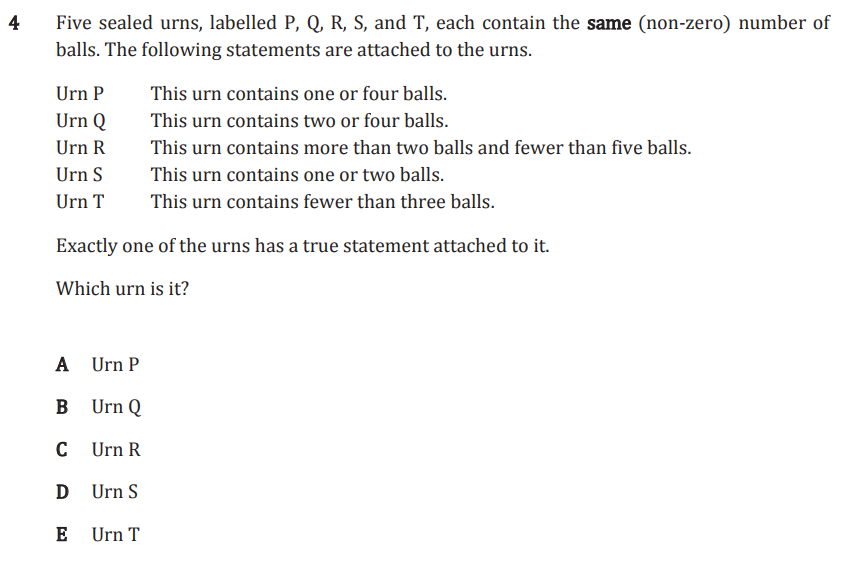 4 Five sealed urns, labelled P, Q, R, S, and T, each contain the same (non-zero) number of
balls. The following statements are attached to the urns.
Urn P This urn contains one or four balls.
Urn Q This urn contains two or four balls.
Urn R This urn contains more than two balls and fewer than five balls.
Urn S This urn contains one or two balls.
Urn T This urn contains fewer than three balls.
Exactly one of the urns has a true statement attached to it.
Which urn is it?
A Urn P
B Urn Q
C Urn R
D Urn S
E Urn T